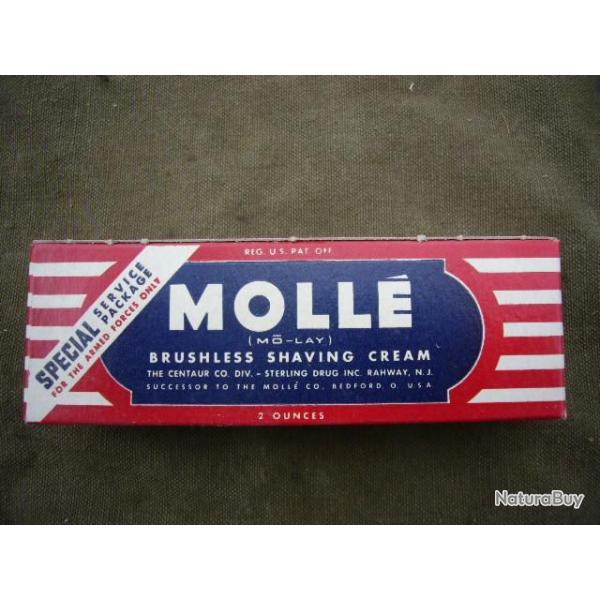 SPECIAL SERVICE PACKAGE
FOR THE ARMED FORCES ONLY
REG. U.S. PAT. OFF.
MOLLÉ
(MŌ-LAY)
BRUSHLESS SHAVING CREAM
THE CENTAUR CO. DIV. - STERLING DRUG INC. RAHWAY, N.J.
SUCCESSOR TO THE MOLLÉ CO., BEDFORD, O. U.S.A.
2 OUNCES
NaturaBuy